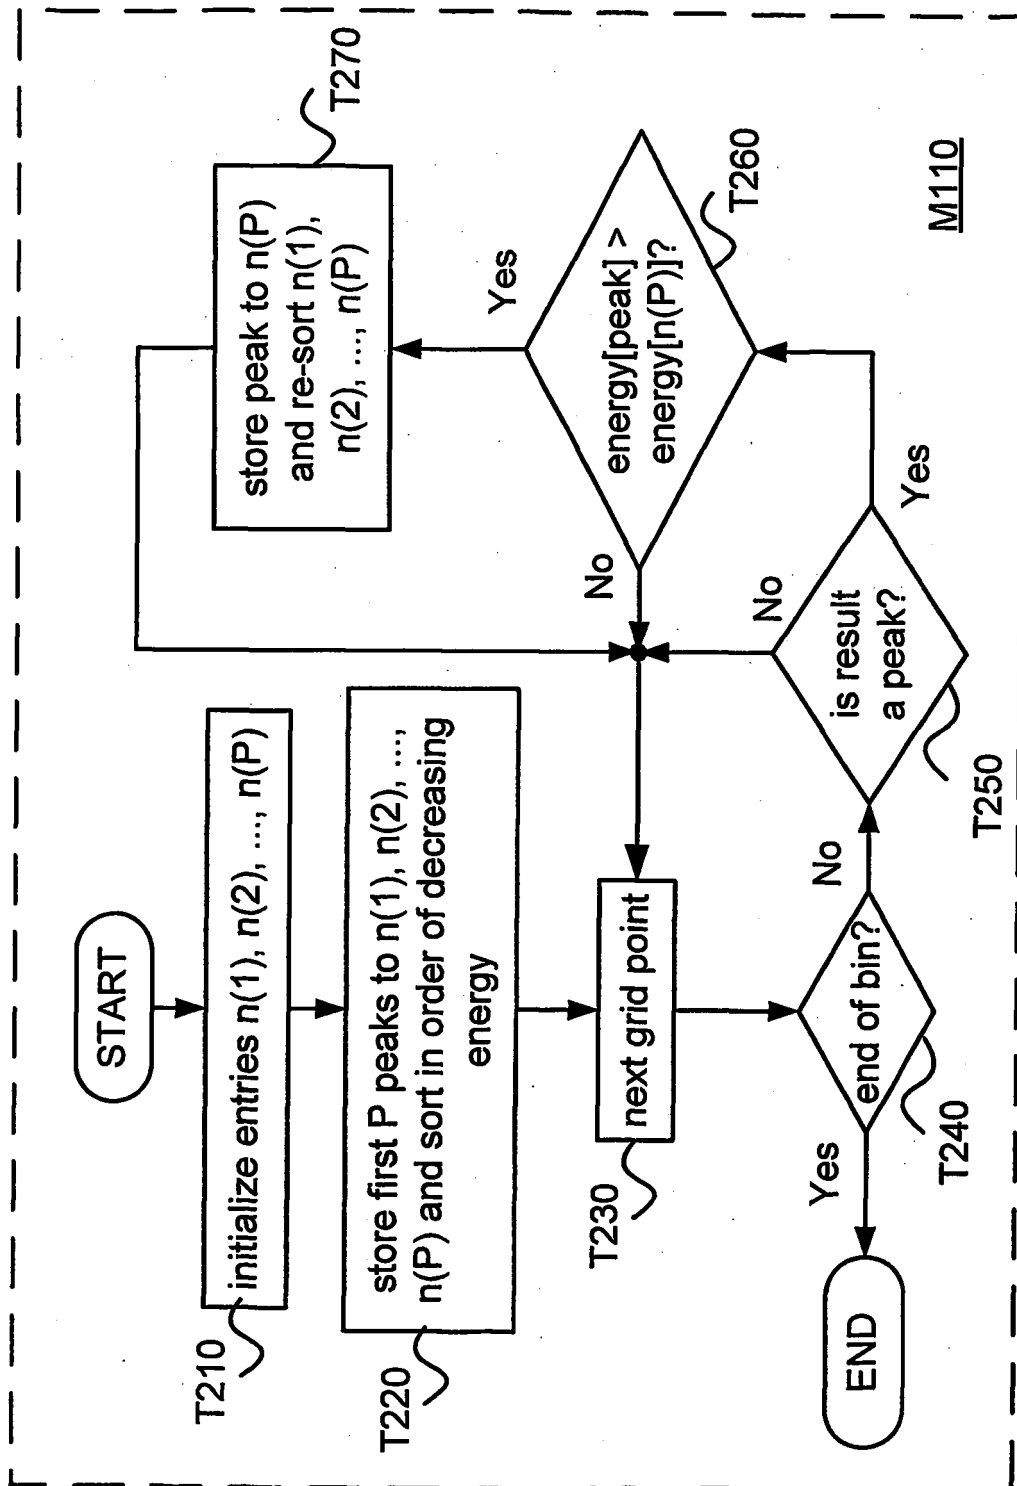 START
initialize entries n(1), n(2), ..., n(P)
T210
store first P peaks to n(1), n(2), ...,
n(P) and sort in order of decreasing
energy
T220
next grid point
T230
end of bin?
T240
Yes
No
END
is result
a peak?
T250
No
Yes
energy[peak] >
energy[n(P)]?
T260
No
Yes
store peak to n(P)
and re-sort n(1),
n(2), ..., n(P)
T270
M110